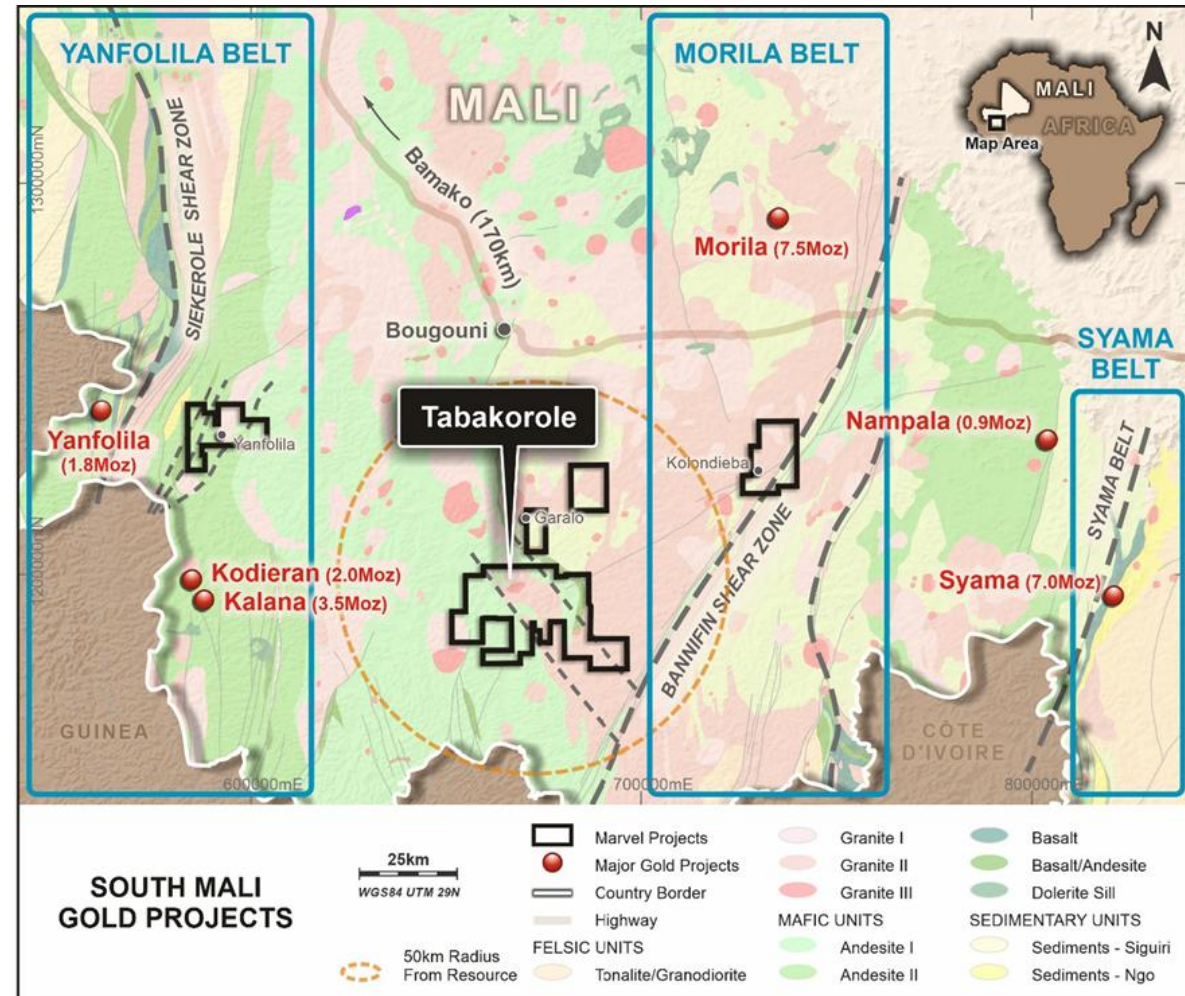 YANFOLILA BELT
MORILA BELT
N
MALI
AFRICA
Map Area
MALI
SIEKEROLE SHEAR ZONE
Bamako (170km)
1300000mN
Morila (7.5Moz)
Bougouni
SYAMA
BELT
Tabakorole
Yanfolila
(1.8Moz)
Yanfolila
Nampala (0.9Moz)
Kolondieba
SYAMA BELT
Garalo
1200000mN
Kodieran (2.0Moz)
Kalana (3.5Moz)
Syama (7.0Moz)
BANNIFIN SHEAR ZONE
GUINEA
CÔTE
D'IVOIRE
600000mE
700000mE
800000mE
SOUTH MALI
GOLD PROJECTS
25km
WGS84 UTM 29N
50km Radius
From Resource
Marvel Projects
Major Gold Projects
Country Border
Highway
FELSIC UNITS
Tonalite/Granodiorite
Granite I
Granite II
Granite III
MAFIC UNITS
Andesite I
Andesite II
Basalt
Basalt/Andesite
Dolerite Sill
SEDIMENTARY UNITS
Sediments - Siguiri
Sediments - Ngo